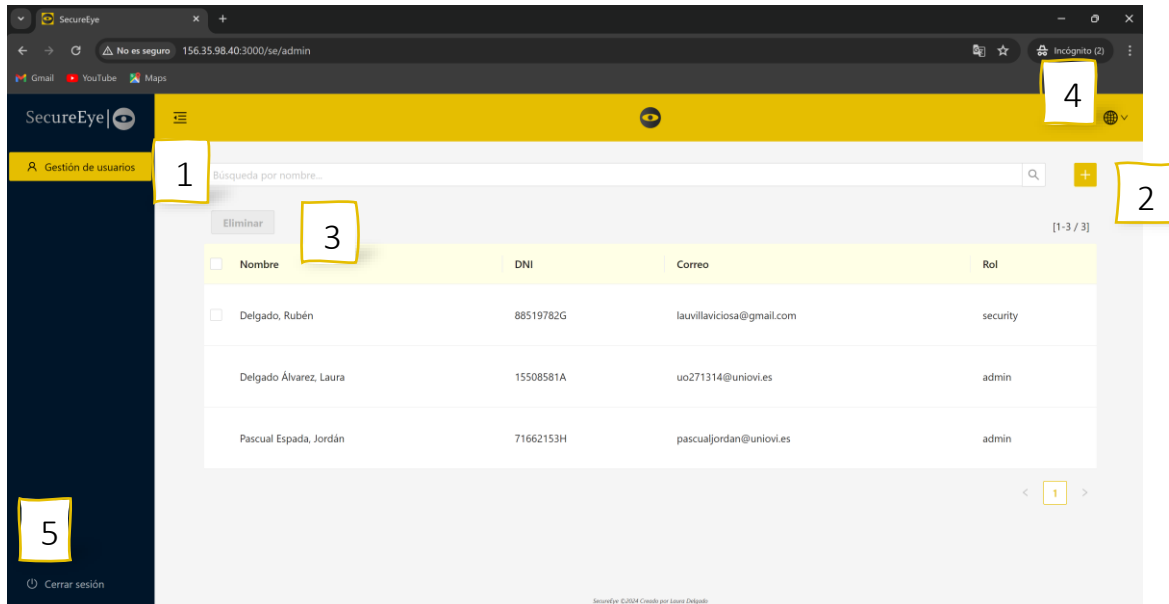 SecureEye
No es seguro 156.35.98.40:3000/se/admin
Incógnito (2)
Gmail YouTube Maps
4
SecureEye|
Gestión de usuarios
1
Búsqueda por nombre...
+
2
Eliminar
3
[1-3 / 3]
Nombre DNI Correo Rol
Delgado, Rubén 88519782G lauvillaviciosa@gmail.com security
Delgado Álvarez, Laura 15508581A uo271314@uniovi.es admin
Pascual Espada, Jordán 71662153H pascualjordan@uniovi.es admin
< 1 >
5
Cerrar sesión
SecureEye ©2024 Creado por Laura Delgado